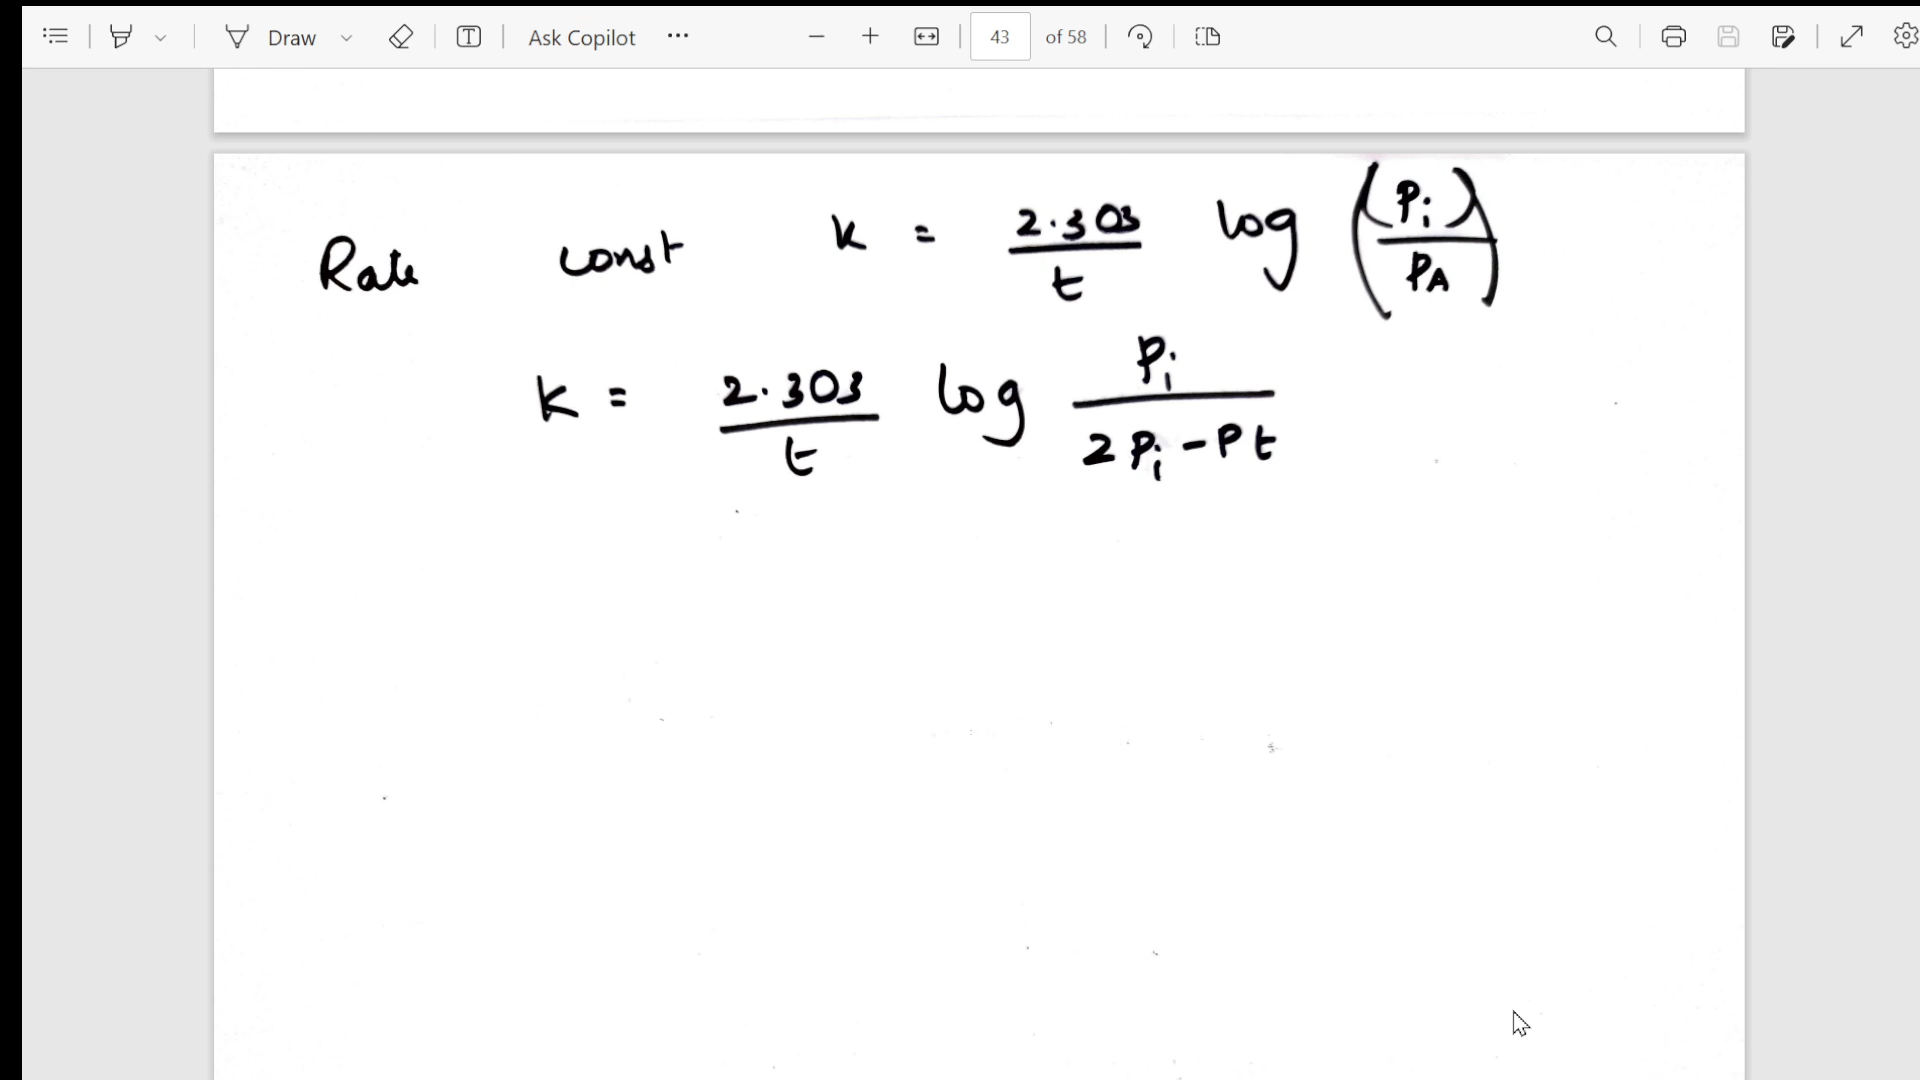 Draw Ask Copilot 43 of 58
Rate const k = 2.303/t log (Pi/PA)
k = 2.303/t log Pi/2Pi-Pt